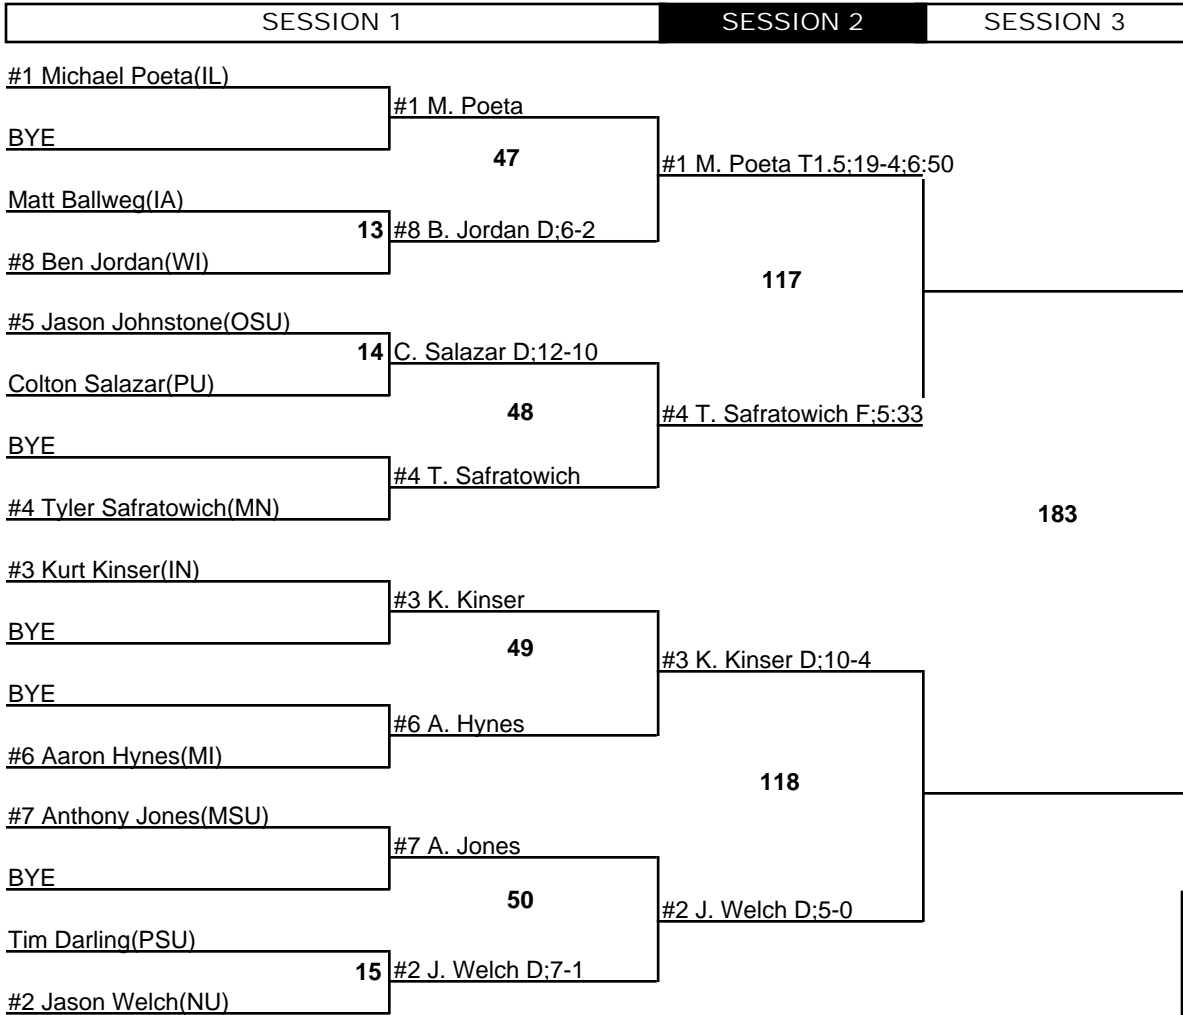 SESSION 1
SESSION 2
SESSION 3
#1 Michael Poeta(IL)
#1 M. Poeta
BYE
47
#1 M. Poeta T1.5;19-4;6:50
Matt Ballweg(IA)
13 #8 B. Jordan D;6-2
#8 Ben Jordan(WI)
117
#5 Jason Johnstone(OSU)
14 C. Salazar D;12-10
Colton Salazar(PU)
48
#4 T. Safratowich F;5:33
BYE
#4 T. Safratowich
#4 Tyler Safratowich(MN)
183
#3 Kurt Kinser(IN)
#3 K. Kinser
BYE
49
#3 K. Kinser D;10-4
BYE
#6 A. Hynes
#6 Aaron Hynes(MI)
118
#7 Anthony Jones(MSU)
#7 A. Jones
BYE
50
#2 J. Welch D;5-0
Tim Darling(PSU)
15 #2 J. Welch D;7-1
#2 Jason Welch(NU)